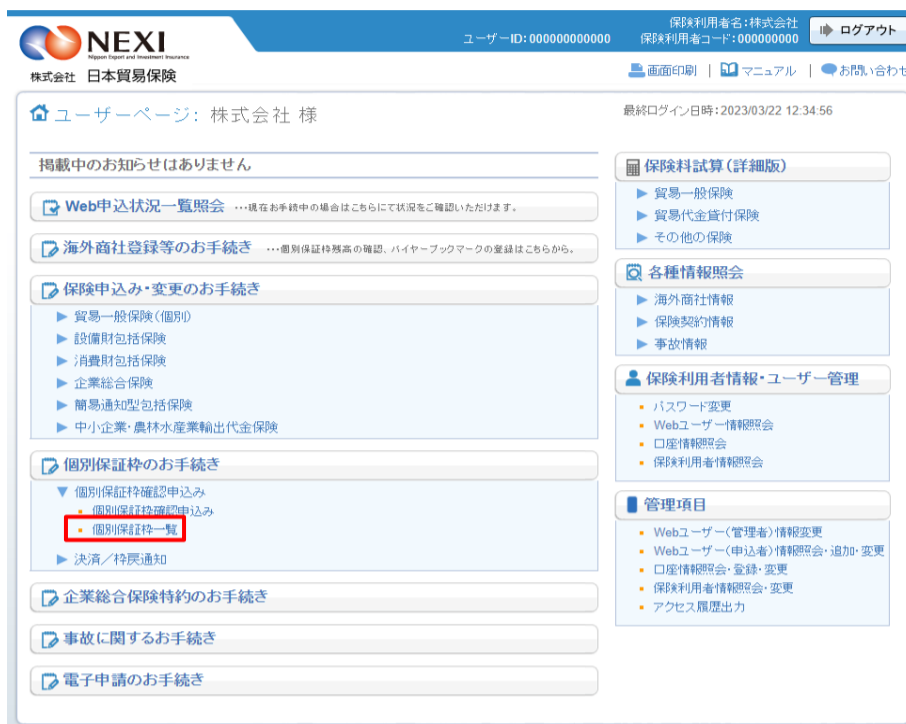 NEXI
Nippon Export and Investment Insurance
株式会社 日本貿易保険
ユーザーID:000000000000
保険利用者名:株式会社
保険利用者コード:000000000
ログアウト
画面印刷 | マニュアル | お問い合わせ
ユーザーページ: 株式会社 様
最終ログイン日時:2023/03/22 12:34:56
掲載中のお知らせはありません
Web申込状況一覧照会 …現在お手続中の場合はこちらにて状況をご確認いただけます。
海外商社登録等のお手続き …個別保証枠残高の確認、バイヤーブックマークの登録はこちらから。
保険申込み・変更のお手続き
貿易一般保険(個別)
設備財包括保険
消費財包括保険
企業総合保険
簡易通知型包括保険
中小企業・農林水産業輸出代金保険
個別保証枠のお手続き
個別保証枠確認申込み
個別保証枠確認申込み
個別保証枠一覧
決済/枠戻通知
企業総合保険特約のお手続き
事故に関するお手続き
電子申請のお手続き
保険料試算(詳細版)
貿易一般保険
貿易代金貸付保険
その他の保険
各種情報照会
海外商社情報
保険契約情報
事故情報
保険利用者情報・ユーザー管理
パスワード変更
Webユーザー情報照会
口座情報照会
保険利用者情報照会
管理項目
Webユーザー(管理者)情報変更
Webユーザー(申込者)情報照会・追加・変更
口座情報照会・登録・変更
保険利用者情報照会・変更
アクセス履歴出力